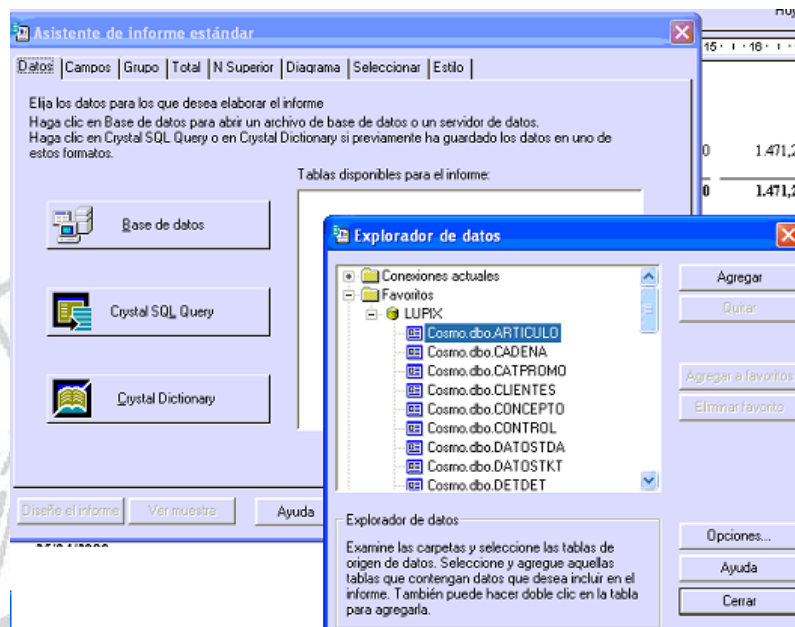 Asistente de informe estándar
Datos Campos Grupo Total N Superior Diagrama Seleccionar Estilo
Elija los datos para los que desea elaborar el informe
Haga clic en Base de datos para abrir un archivo de base de datos o un servidor de datos.
Haga clic en Crystal SQL Query o en Crystal Dictionary si previamente ha guardado los datos en uno de
estos formatos.
Tablas disponibles para el informe:
Base de datos
Crystal SQL Query
Crystal Dictionary
Diseñe el informe Ver muestra Ayuda
15 · 16 ·
0 1.471,2
0 1.471,2
Explorador de datos
Conexiones actuales
Favoritos
LUPIX
Cosmo.dbo.ARTICULO
Cosmo.dbo.CADENA
Cosmo.dbo.CATPROMO
Cosmo.dbo.CLIENTES
Cosmo.dbo.CONCEPTO
Cosmo.dbo.CONTROL
Cosmo.dbo.DATOSTDA
Cosmo.dbo.DATOSTKT
Cosmo.dbo.DETDET
Agregar
Quitar
Agregar a favoritos
Eliminar favorito
Explorador de datos
Examine las carpetas y seleccione las tablas de
origen de datos. Seleccione y agregue aquellas
tablas que contengan datos que desea incluir en el
informe. También puede hacer doble clic en la tabla
para agregarla.
Opciones...
Ayuda
Cerrar